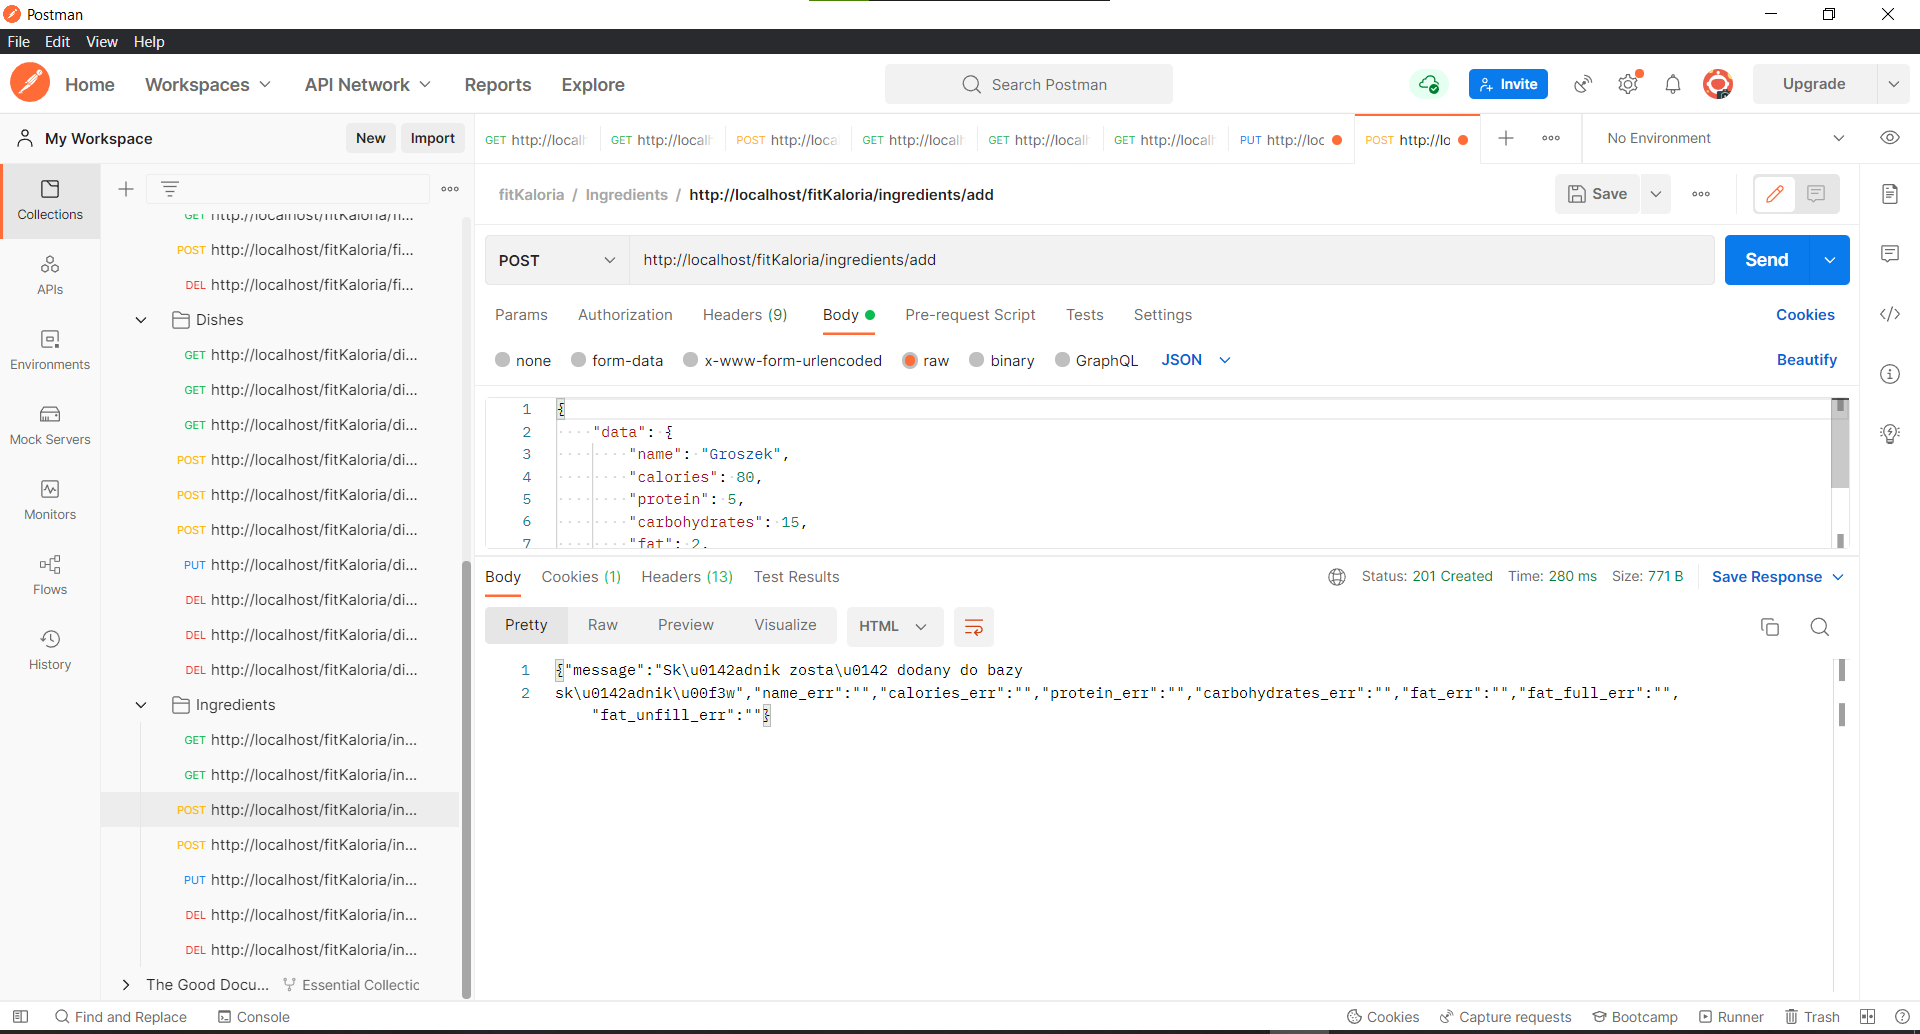 Postman
File Edit View Help
Home Workspaces API Network Reports Explore Search Postman Invite Upgrade
My Workspace New Import
GET http://locall GET http://locall POST http://loca GET http://locall GET http://locall GET http://locall PUT http://loc POST http://lo No Environment
Collections
APIs
Environments
Mock Servers
Monitors
Flows
History
GET http://localhost/fitKaloria/fi...
POST http://localhost/fitKaloria/fi...
DEL http://localhost/fitKaloria/fi...
Dishes
GET http://localhost/fitKaloria/di...
GET http://localhost/fitKaloria/di...
GET http://localhost/fitKaloria/di...
POST http://localhost/fitKaloria/di...
POST http://localhost/fitKaloria/di...
POST http://localhost/fitKaloria/di...
PUT http://localhost/fitKaloria/di...
DEL http://localhost/fitKaloria/di...
DEL http://localhost/fitKaloria/di...
DEL http://localhost/fitKaloria/di...
Ingredients
GET http://localhost/fitKaloria/in...
GET http://localhost/fitKaloria/in...
POST http://localhost/fitKaloria/in...
POST http://localhost/fitKaloria/in...
PUT http://localhost/fitKaloria/in...
DEL http://localhost/fitKaloria/in...
DEL http://localhost/fitKaloria/in...
The Good Docu... Essential Collectic
fitKaloria / Ingredients / http://localhost/fitKaloria/ingredients/add Save
POST http://localhost/fitKaloria/ingredients/add Send
Params Authorization Headers (9) Body Pre-request Script Tests Settings Cookies
none form-data x-www-form-urlencoded raw binary GraphQL JSON Beautify
1 {
2 "data": {
3 "name": "Groszek",
4 "calories": 80,
5 "protein": 5,
6 "carbohydrates": 15,
7 "fat": 2,
Body Cookies (1) Headers (13) Test Results Status: 201 Created Time: 280 ms Size: 771 B Save Response
Pretty Raw Preview Visualize HTML
1 {"message":"Sk\u0142adnik zosta\u0142 dodany do bazy
2 sk\u0142adnik\u00f3w","name_err":"","calories_err":"","protein_err":"","carbohydrates_err":"","fat_err":"","fat_full_err":"",
"fat_unfill_err":""}
Find and Replace Console Cookies Capture requests Bootcamp Runner Trash